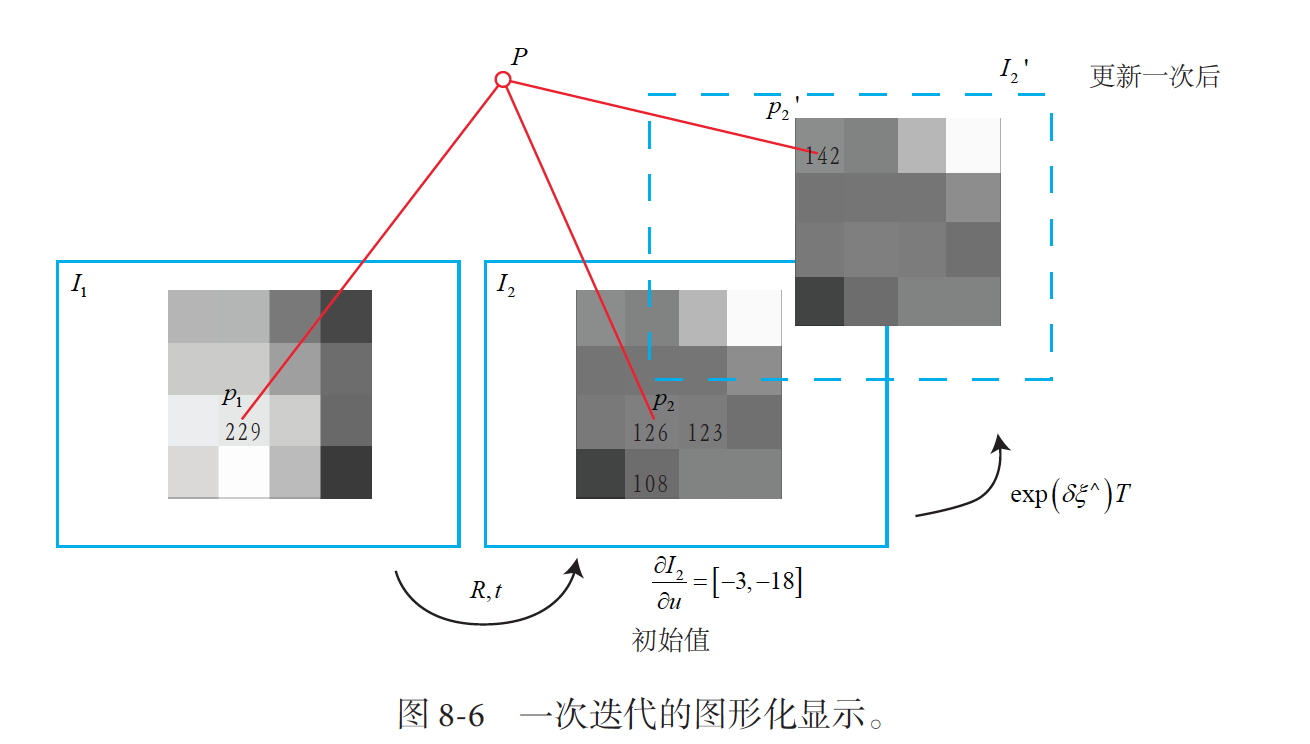 P
I₂'
更新一次后
p₂'
142
I₁
I₂
p₁
p₂
229
126 123
108
exp(δξ^)T
R,t
∂I₂/∂u=[−3,−18]
初始值
图 8-6 一次迭代的图形化显示。